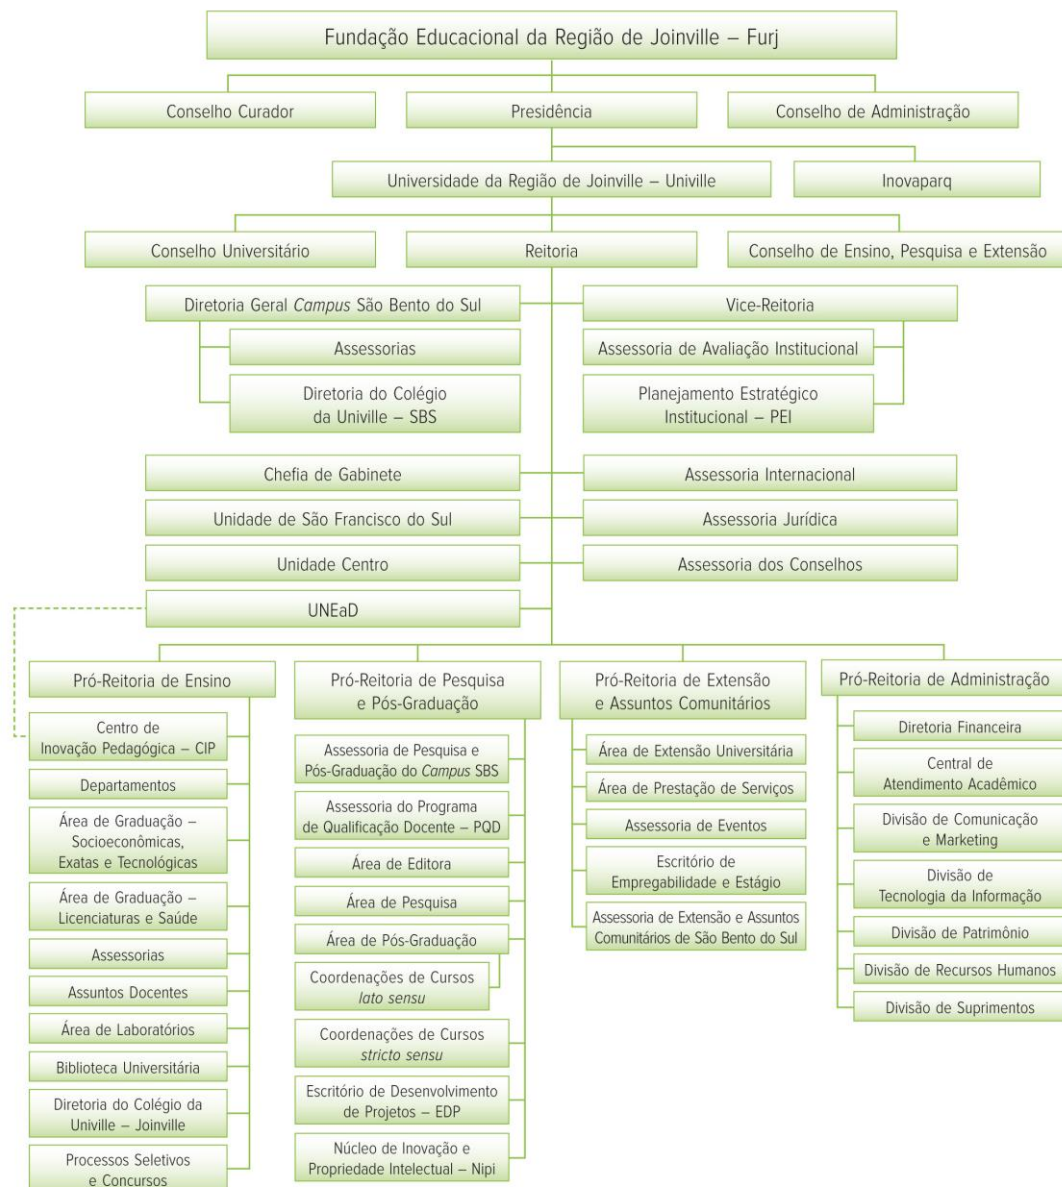 Fundação Educacional da Região de Joinville – Furj
Conselho Curador
Presidência
Conselho de Administração
Universidade da Região de Joinville – Univille
Inovaparq
Conselho Universitário
Reitoria
Conselho de Ensino, Pesquisa e Extensão
Diretoria Geral Campus São Bento do Sul
Vice-Reitoria
Assessorias
Assessoria de Avaliação Institucional
Diretoria do Colégio
da Univille – SBS
Planejamento Estratégico
Institucional – PEI
Chefia de Gabinete
Assessoria Internacional
Unidade de São Francisco do Sul
Assessoria Jurídica
Unidade Centro
Assessoria dos Conselhos
UNEaD
Pró-Reitoria de Ensino
Centro de
Inovação Pedagógica – CIP
Departamentos
Área de Graduação –
Socioeconômicas,
Exatas e Tecnológicas
Área de Graduação –
Licenciaturas e Saúde
Assessorias
Assuntos Docentes
Área de Laboratórios
Biblioteca Universitária
Diretoria do Colégio da
Univille – Joinville
Processos Seletivos
e Concursos
Pró-Reitoria de Pesquisa
e Pós-Graduação
Assessoria de Pesquisa e
Pós-Graduação do Campus SBS
Assessoria do Programa
de Qualificação Docente – PQD
Área de Editora
Área de Pesquisa
Área de Pós-Graduação
Coordenações de Cursos
lato sensu
Coordenações de Cursos
stricto sensu
Escritório de Desenvolvimento
de Projetos – EDP
Núcleo de Inovação e
Propriedade Intelectual – Nipi
Pró-Reitoria de Extensão
e Assuntos Comunitários
Área de Extensão Universitária
Área de Prestação de Serviços
Assessoria de Eventos
Escritório de
Empregabilidade e Estágio
Assessoria de Extensão e Assuntos
Comunitários de São Bento do Sul
Pró-Reitoria de Administração
Diretoria Financeira
Central de
Atendimento Acadêmico
Divisão de Comunicação
e Marketing
Divisão de
Tecnologia da Informação
Divisão de Patrimônio
Divisão de Recursos Humanos
Divisão de Suprimentos